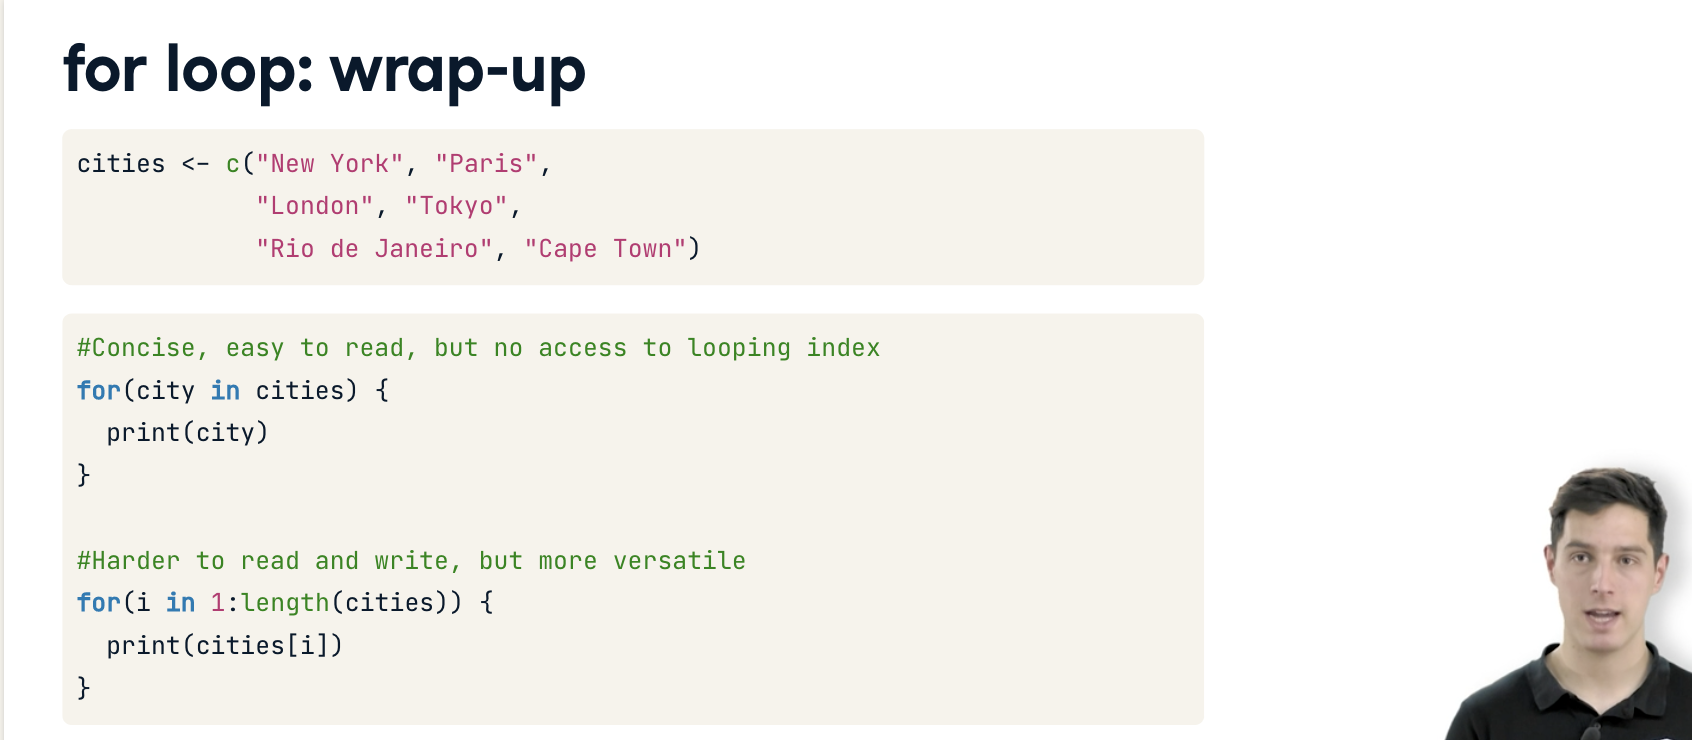 for loop: wrap-up
cities <- c("New York", "Paris",
            "London", "Tokyo",
            "Rio de Janeiro", "Cape Town")
#Concise, easy to read, but no access to looping index
for(city in cities) {
  print(city)
}
#Harder to read and write, but more versatile
for(i in 1:length(cities)) {
  print(cities[i])
}